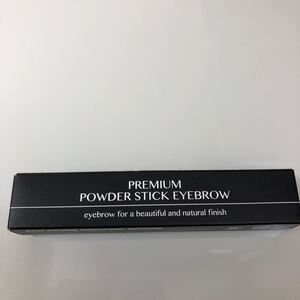 PREMIUM
POWDER STICK EYEBROW
eyebrow for a beautiful and natural finish